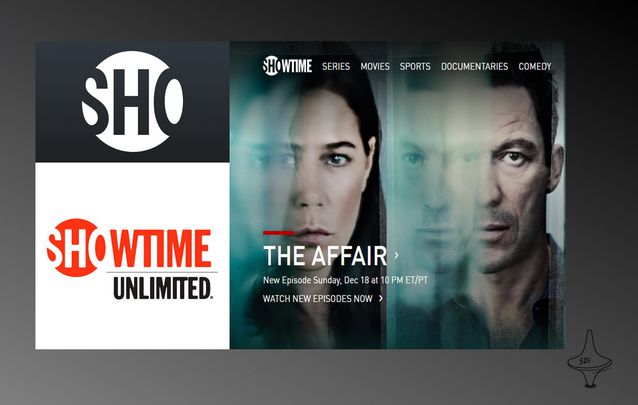 SHO
SHOWTIME
UNLIMITED®
SHOWTIME SERIES MOVIES SPORTS DOCUMENTARIES COMEDY
THE AFFAIR ›
New Episode Sunday, Dec 18 at 10 PM ET/PT
WATCH NEW EPISODES NOW ›
SDi